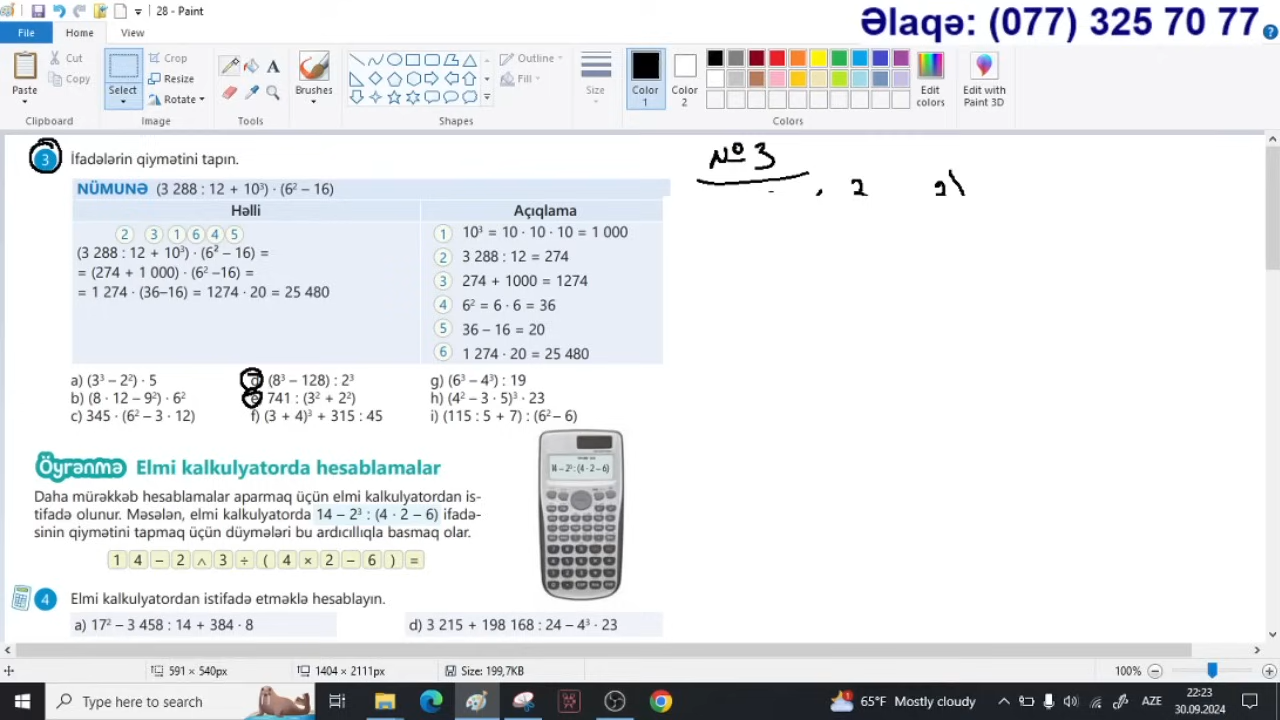 28 - Paint
Əlaqə: (077) 325 70 77
File Home View
Paste Cut Copy Clipboard
Select Crop Resize Rotate Image
Tools
Brushes
Shapes Outline Fill
Size
Color 1 Color 2 Colors
Edit colors
Edit with Paint 3D
3 İfadələrin qiymətini tapın.
NÜMUNƏ (3 288 : 12 + 10³) · (6² – 16)
Həlli
2 3 1 6 4 5
(3 288 : 12 + 10³) · (6² – 16) =
= (274 + 1 000) · (6² –16) =
= 1 274 · (36–16) = 1274 · 20 = 25 480
Açıqlama
1 10³ = 10 · 10 · 10 = 1 000
2 3 288 : 12 = 274
3 274 + 1000 = 1274
4 6² = 6 · 6 = 36
5 36 – 16 = 20
6 1 274 · 20 = 25 480
a) (3³ – 2²) · 5
b) (8 · 12 – 9²) · 6²
c) 345 · (6² – 3 · 12)
d) (8³ – 128) : 2³
e) 741 : (3² + 2²)
f) (3 + 4)³ + 315 : 45
g) (6³ – 4³) : 19
h) (4² – 3 · 5)³ · 23
i) (115 : 5 + 7) : (6² – 6)
№ 3
Öyrənmə Elmi kalkulyatorda hesablamalar
Daha mürəkkəb hesablamalar aparmaq üçün elmi kalkulyatordan is-
tifadə olunur. Məsələn, elmi kalkulyatorda 14 – 2³ : (4 · 2 – 6) ifadə-
sinin qiymətini tapmaq üçün düymələri bu ardıcıllıqla basmaq olar.
1 4 – 2 ^ 3 ÷ ( 4 × 2 – 6 ) =
14 – 2³ : (4 · 2 – 6)
4 Elmi kalkulyatordan istifadə etməklə hesablayın.
a) 17² – 3 458 : 14 + 384 · 8
d) 3 215 + 198 168 : 24 – 4³ · 23
591 × 540px 1404 × 2111px Size: 199,7KB 100%
Type here to search
65°F Mostly cloudy AZE 22:23
30.09.2024